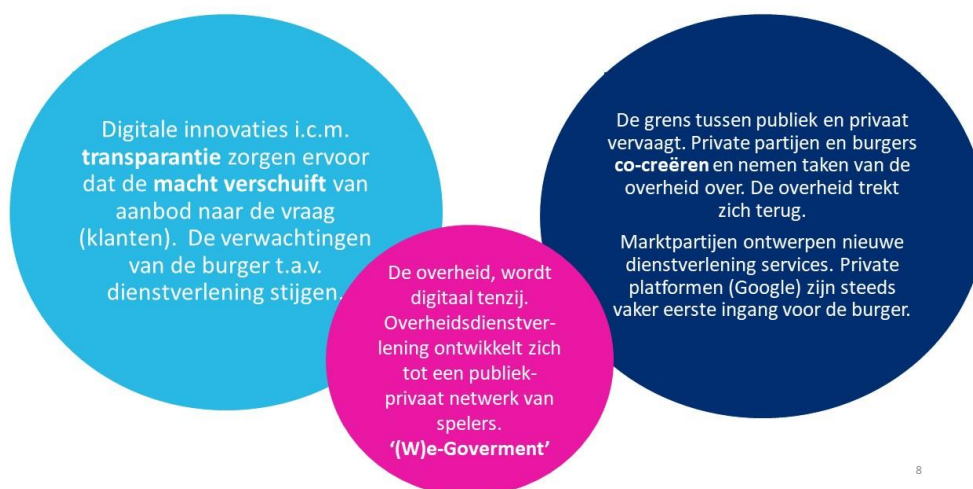 Digitale innovaties i.c.m.
transparantie zorgen ervoor
dat de macht verschuift van
aanbod naar de vraag
(klanten). De verwachtingen
van de burger t.a.v.
dienstverlening stijgen.
De overheid, wordt
digitaal tenzij.
Overheidsdienstver-
lening ontwikkelt zich
tot een publiek-
privaat netwerk van
spelers.
‘(W)e-Goverment’
De grens tussen publiek en privaat
vervaagt. Private partijen en burgers
co-creëren en nemen taken van de
overheid over. De overheid trekt
zich terug.
Marktpartijen ontwerpen nieuwe
dienstverlening services. Private
platformen (Google) zijn steeds
vaker eerste ingang voor de burger.
8